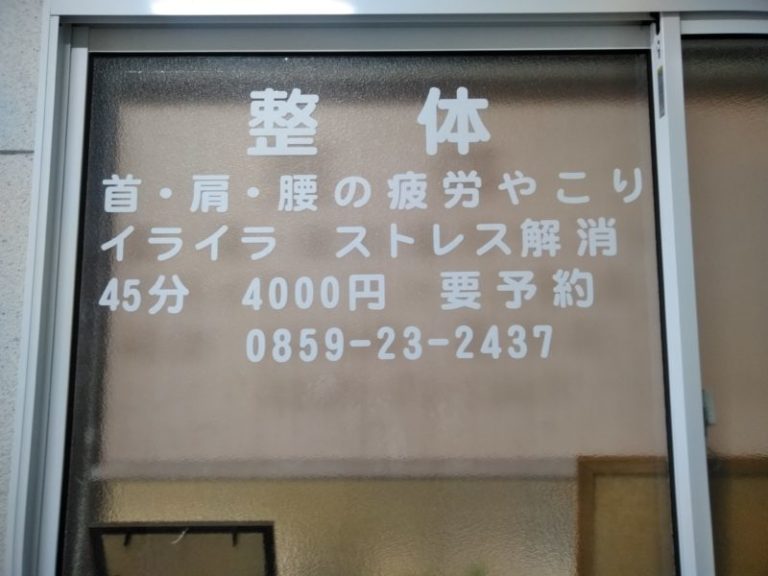 整 体
首・肩・腰の疲労やこり
イライラ ストレス解消
45分 4000円 要予約
0859-23-2437